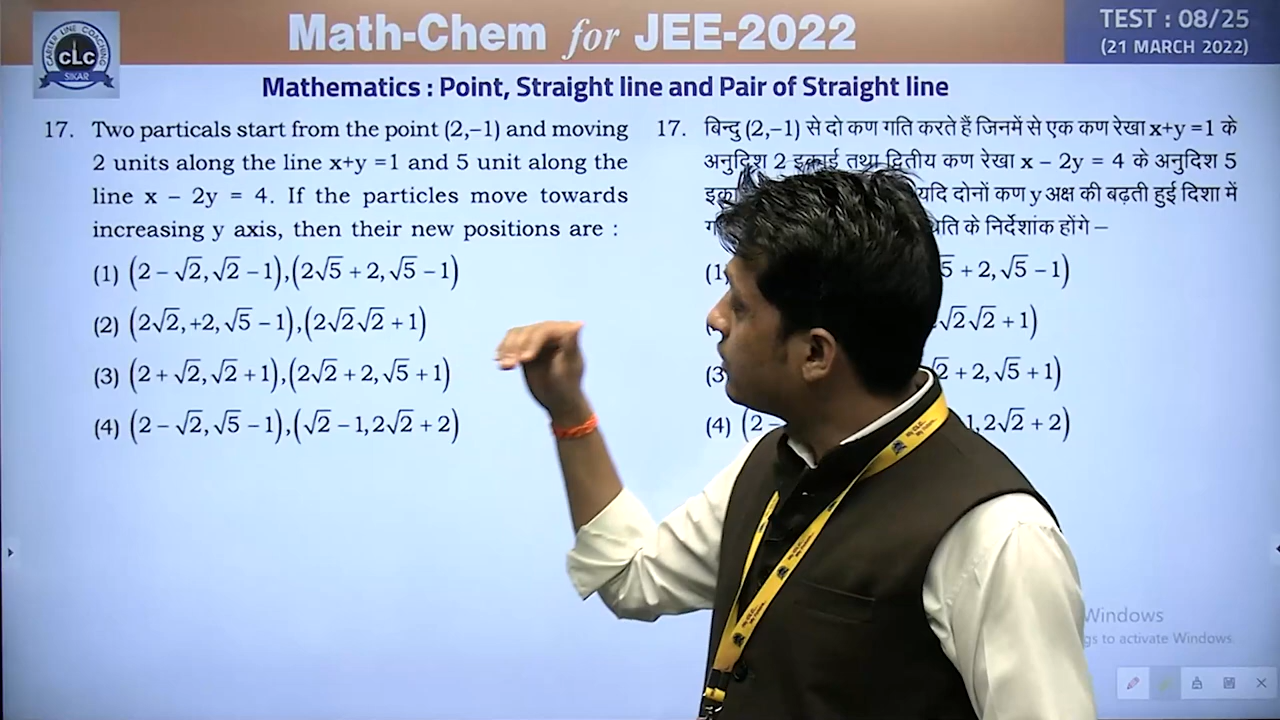 CAREER LINE COACHING
CLC
SIKAR
Math-Chem for JEE-2022
TEST : 08/25
(21 MARCH 2022)
Mathematics : Point, Straight line and Pair of Straight line
17. Two particals start from the point (2,–1) and moving
2 units along the line x+y =1 and 5 unit along the
line x – 2y = 4. If the particles move towards
increasing y axis, then their new positions are :
(1) (2 – √2, √2 – 1),(2√5 + 2, √5 – 1)
(2) (2√2, +2, √5 – 1),(2√2√2 + 1)
(3) (2 + √2, √2 + 1),(2√2 + 2, √5 + 1)
(4) (2 – √2, √5 – 1),(√2 – 1, 2√2 + 2)
17. बिन्दु (2,–1) से दो कण गति करते हैं जिनमें से एक कण रेखा x+y =1 के
अनुदिश 2 इकाई तथा द्वितीय कण रेखा x – 2y = 4 के अनुदिश 5
यदि दोनों कण y अक्ष की बढ़ती हुई दिशा में
के निर्देशांक होंगे –
(1) 5 + 2, √5 – 1)
√2√2 + 1)
(3) 2 + 2, √5 + 1)
(4) (2 – 1, 2√2 + 2)
Windows
to activate Windows.